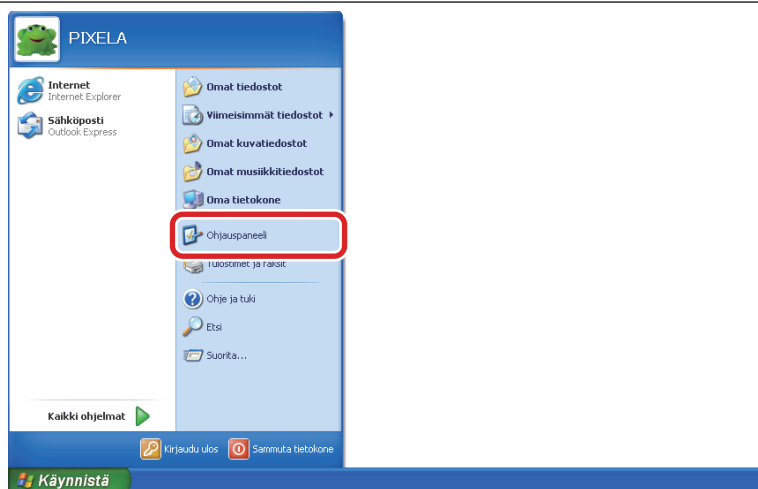 PIXELA
Internet
Internet Explorer
Sähköposti
Outlook Express
Kaikki ohjelmat
Omat tiedostot
Viimeisimmät tiedostot
Omat kuvatiedostot
Omat musiikkitiedostot
Oma tietokone
Ohjauspaneeli
Tulostimet ja faksit
Ohje ja tuki
Etsi
Suorita...
Kirjaudu ulos
Sammuta tietokone
Käynnistä